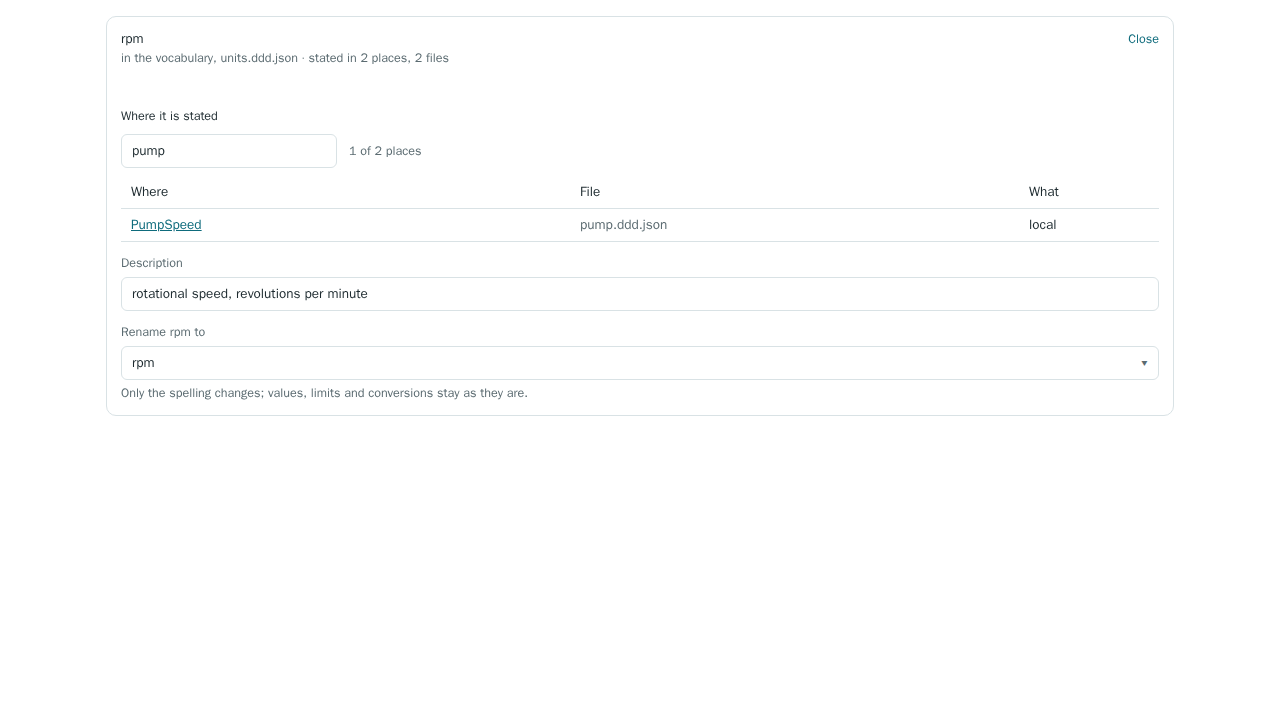 rpm
Close
in the vocabulary, units.ddd.json · stated in 2 places, 2 files
Where it is stated
pump
1 of 2 places
Where File What
PumpSpeed pump.ddd.json local
Description
rotational speed, revolutions per minute
Rename rpm to
rpm
Only the spelling changes; values, limits and conversions stay as they are.